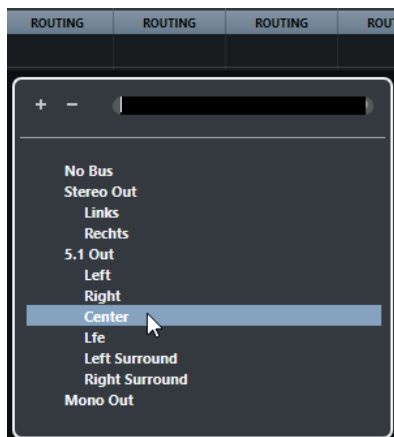 ROUTING ROUTING ROUTING
+ −
No Bus
Stereo Out
Links
Rechts
5.1 Out
Left
Right
Center
Lfe
Left Surround
Right Surround
Mono Out